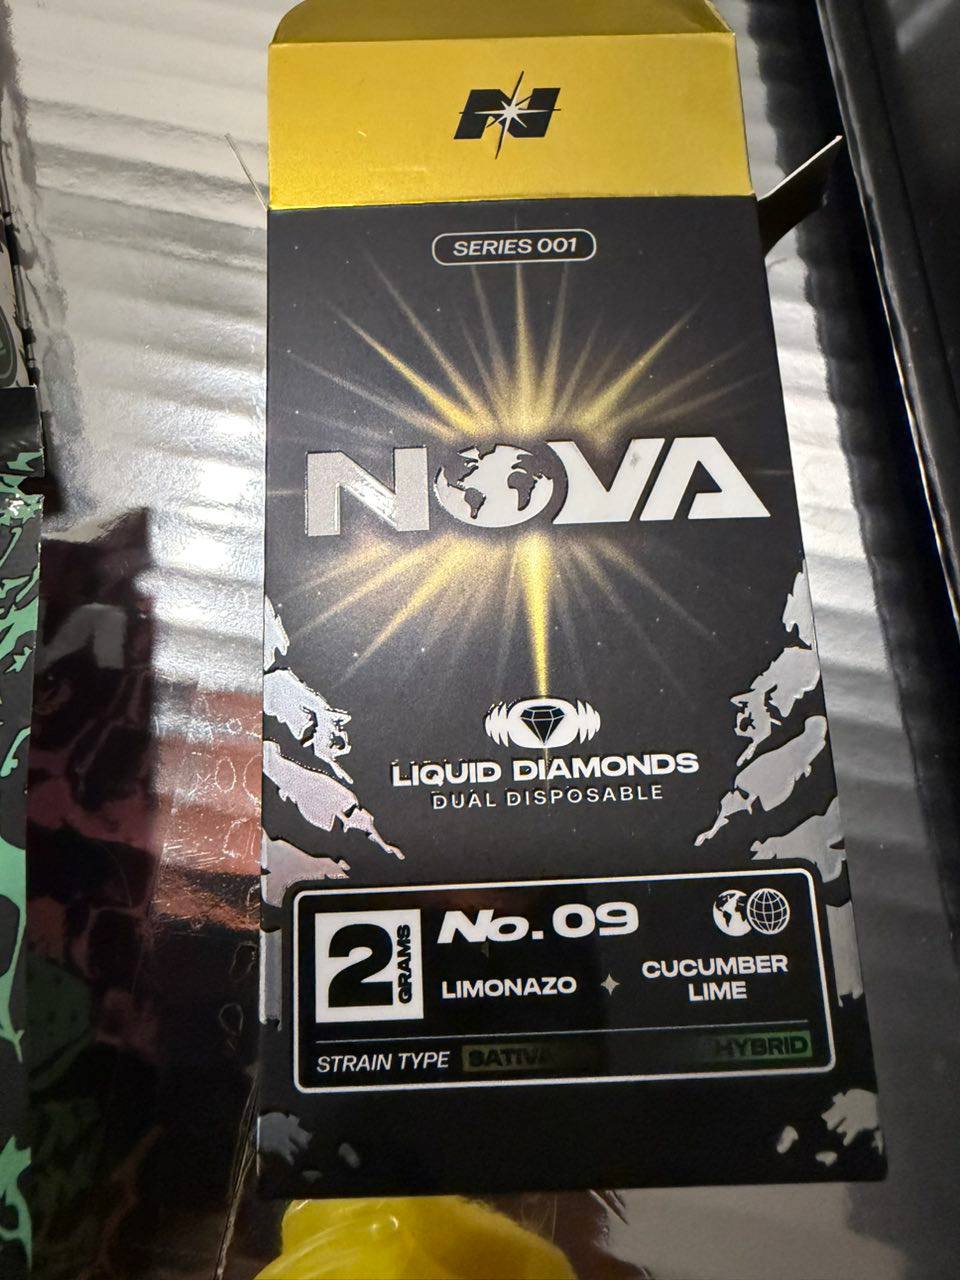 N
SERIES 001
NOVA
LIQUID DIAMONDS
DUAL DISPOSABLE
2 GRAMS
No. 09
LIMONAZO
CUCUMBER
LIME
STRAIN TYPE SATIVA HYBRID